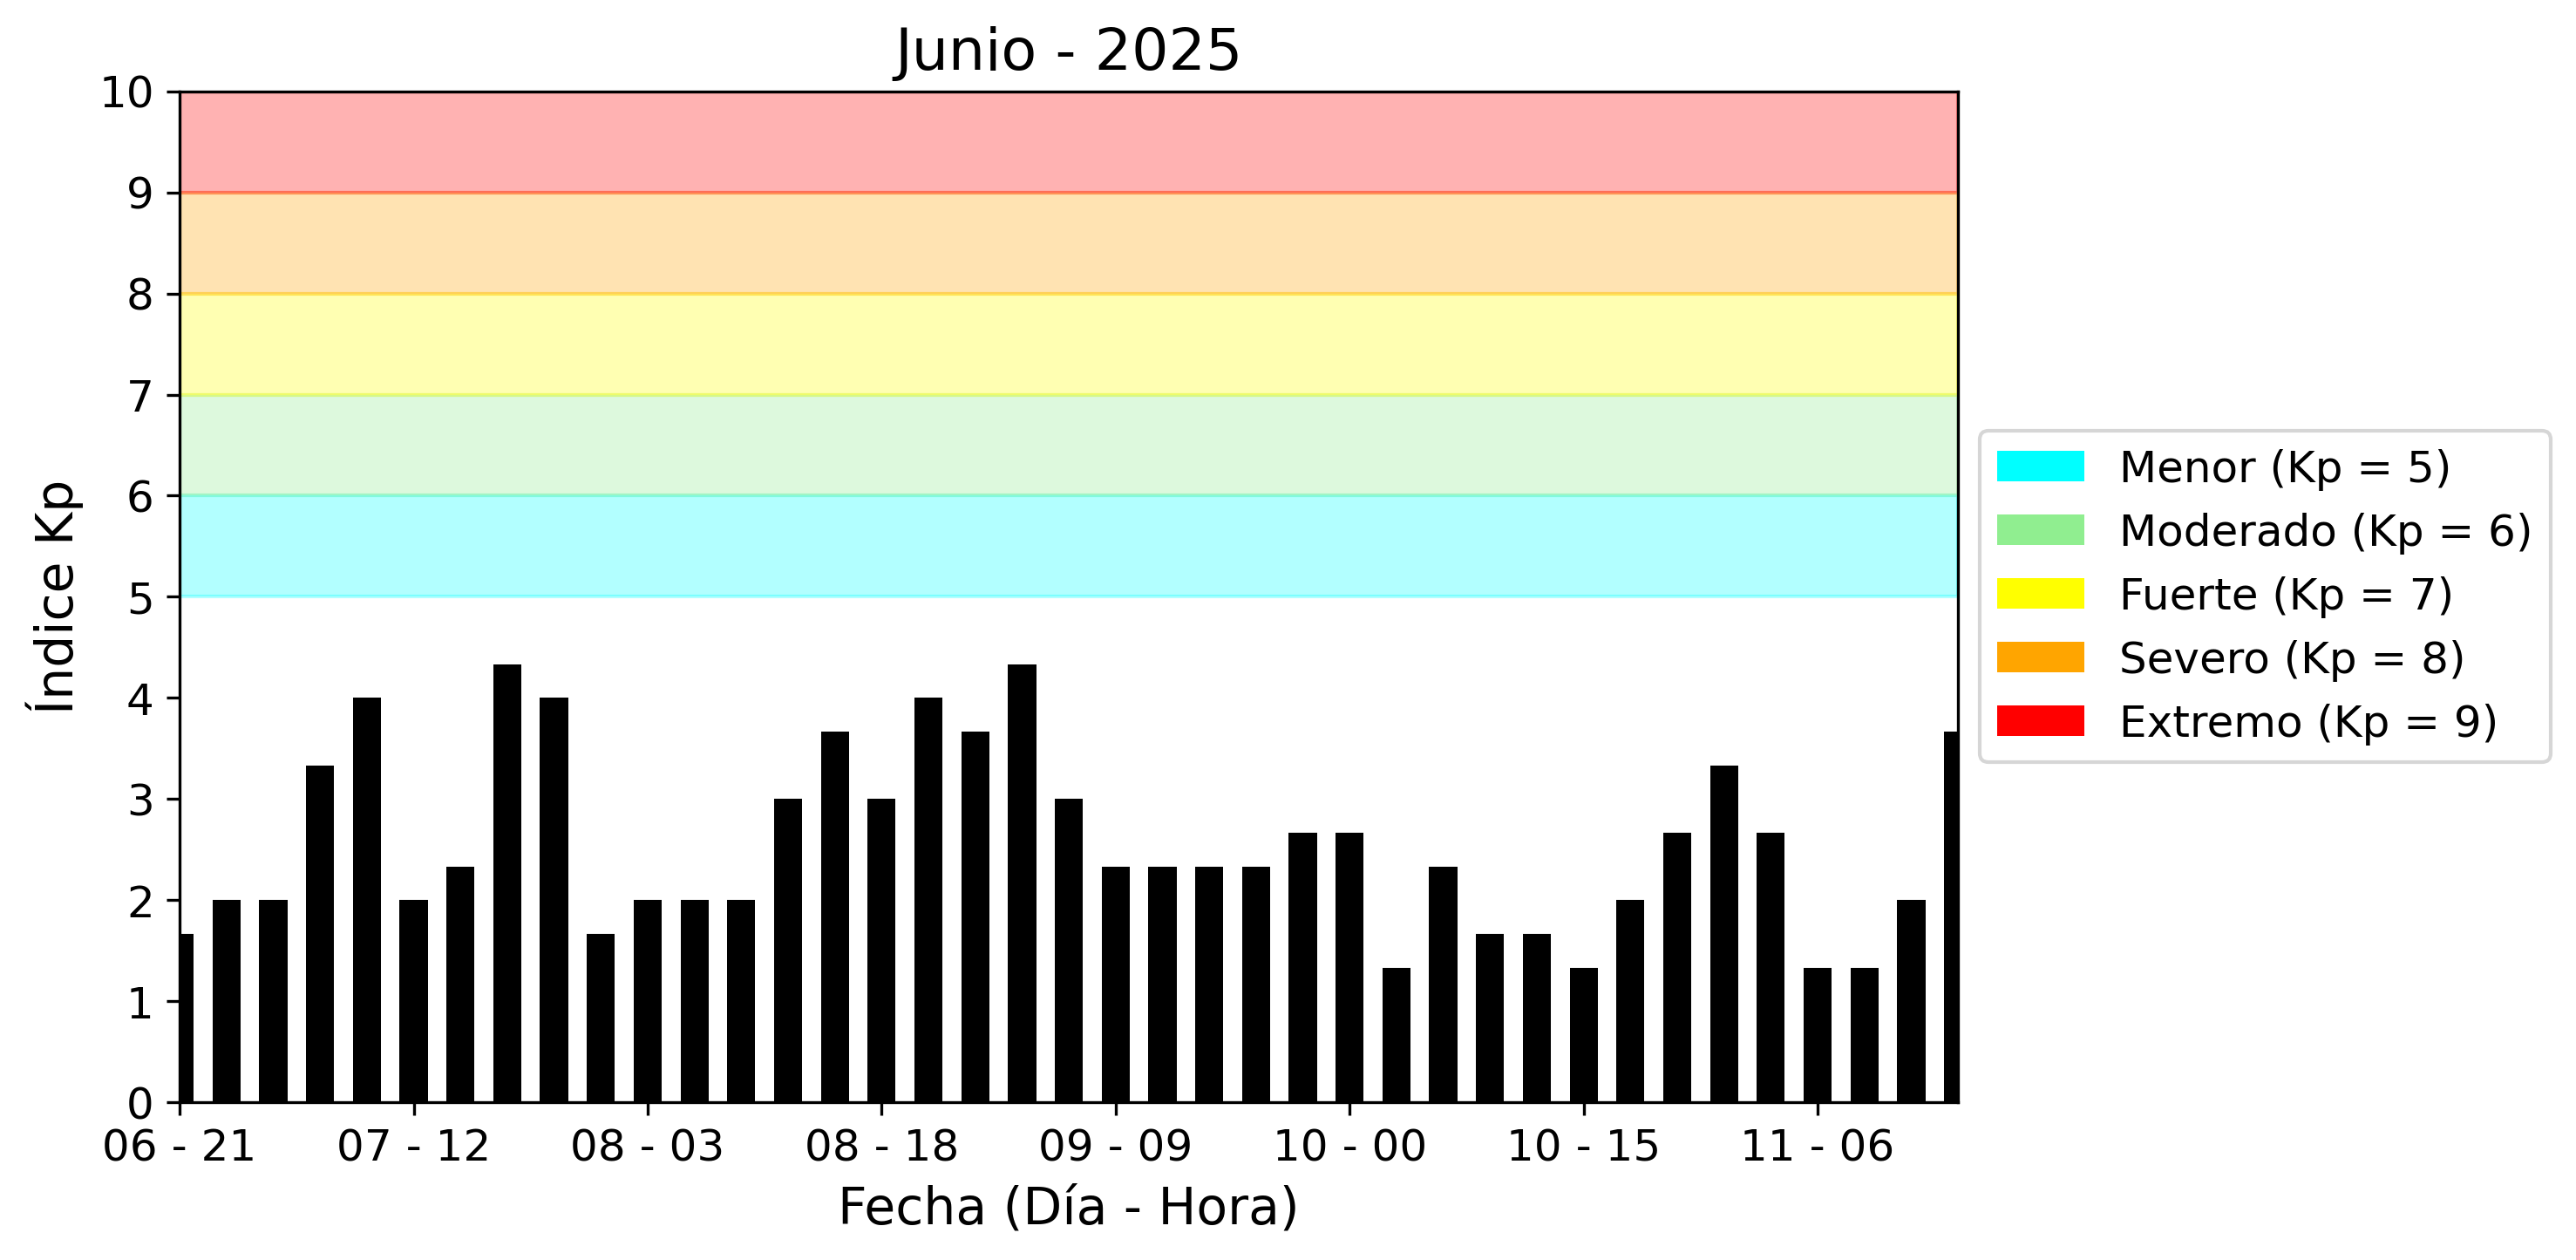 Junio - 2025
10
9
8
7
6
5
4
3
2
1
0
Índice Kp
06 - 21
07 - 12
08 - 03
08 - 18
09 - 09
10 - 00
10 - 15
11 - 06
Fecha (Día - Hora)
Menor (Kp = 5)
Moderado (Kp = 6)
Fuerte (Kp = 7)
Severo (Kp = 8)
Extremo (Kp = 9)